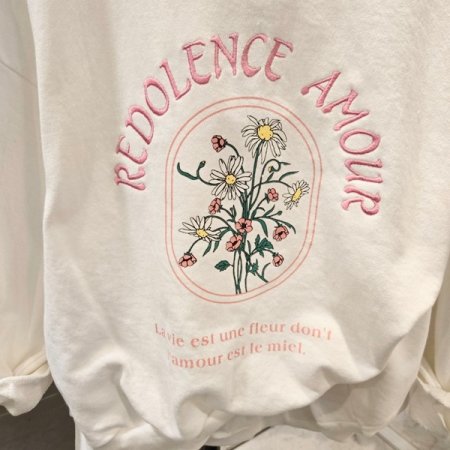 REDOLENCE AMOUR
La vie est une fleur don't
l'amour est le miel.